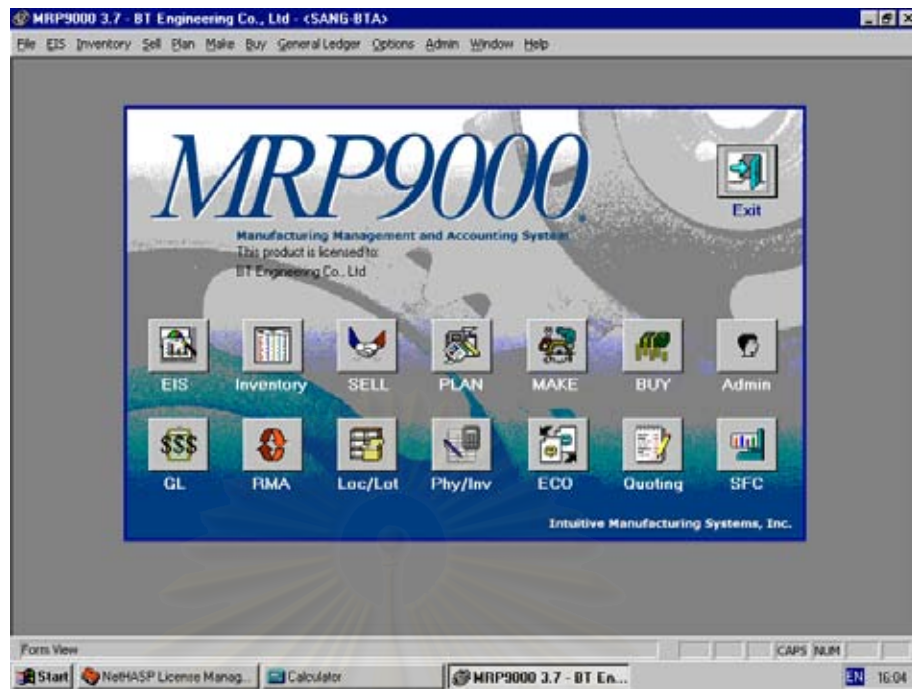 MRP9000 3.7 - BT Engineering Co., Ltd - <SANG-BTA>
File EIS Inventory Sell Plan Make Buy General Ledger Options Admin Window Help
MRP9000
Exit
Manufacturing Management and Accounting System
This product is licensed to:
BT Engineering Co., Ltd
EIS Inventory SELL PLAN MAKE BUY Admin
$$$
GL RMA Loc/Lot Phy/Inv ECO Quoting SFC
Intuitive Manufacturing Systems, Inc.
Form View CAPS NUM
Start NetHASP License Manag... Calculator MRP9000 3.7 - BT En... EN 16:04